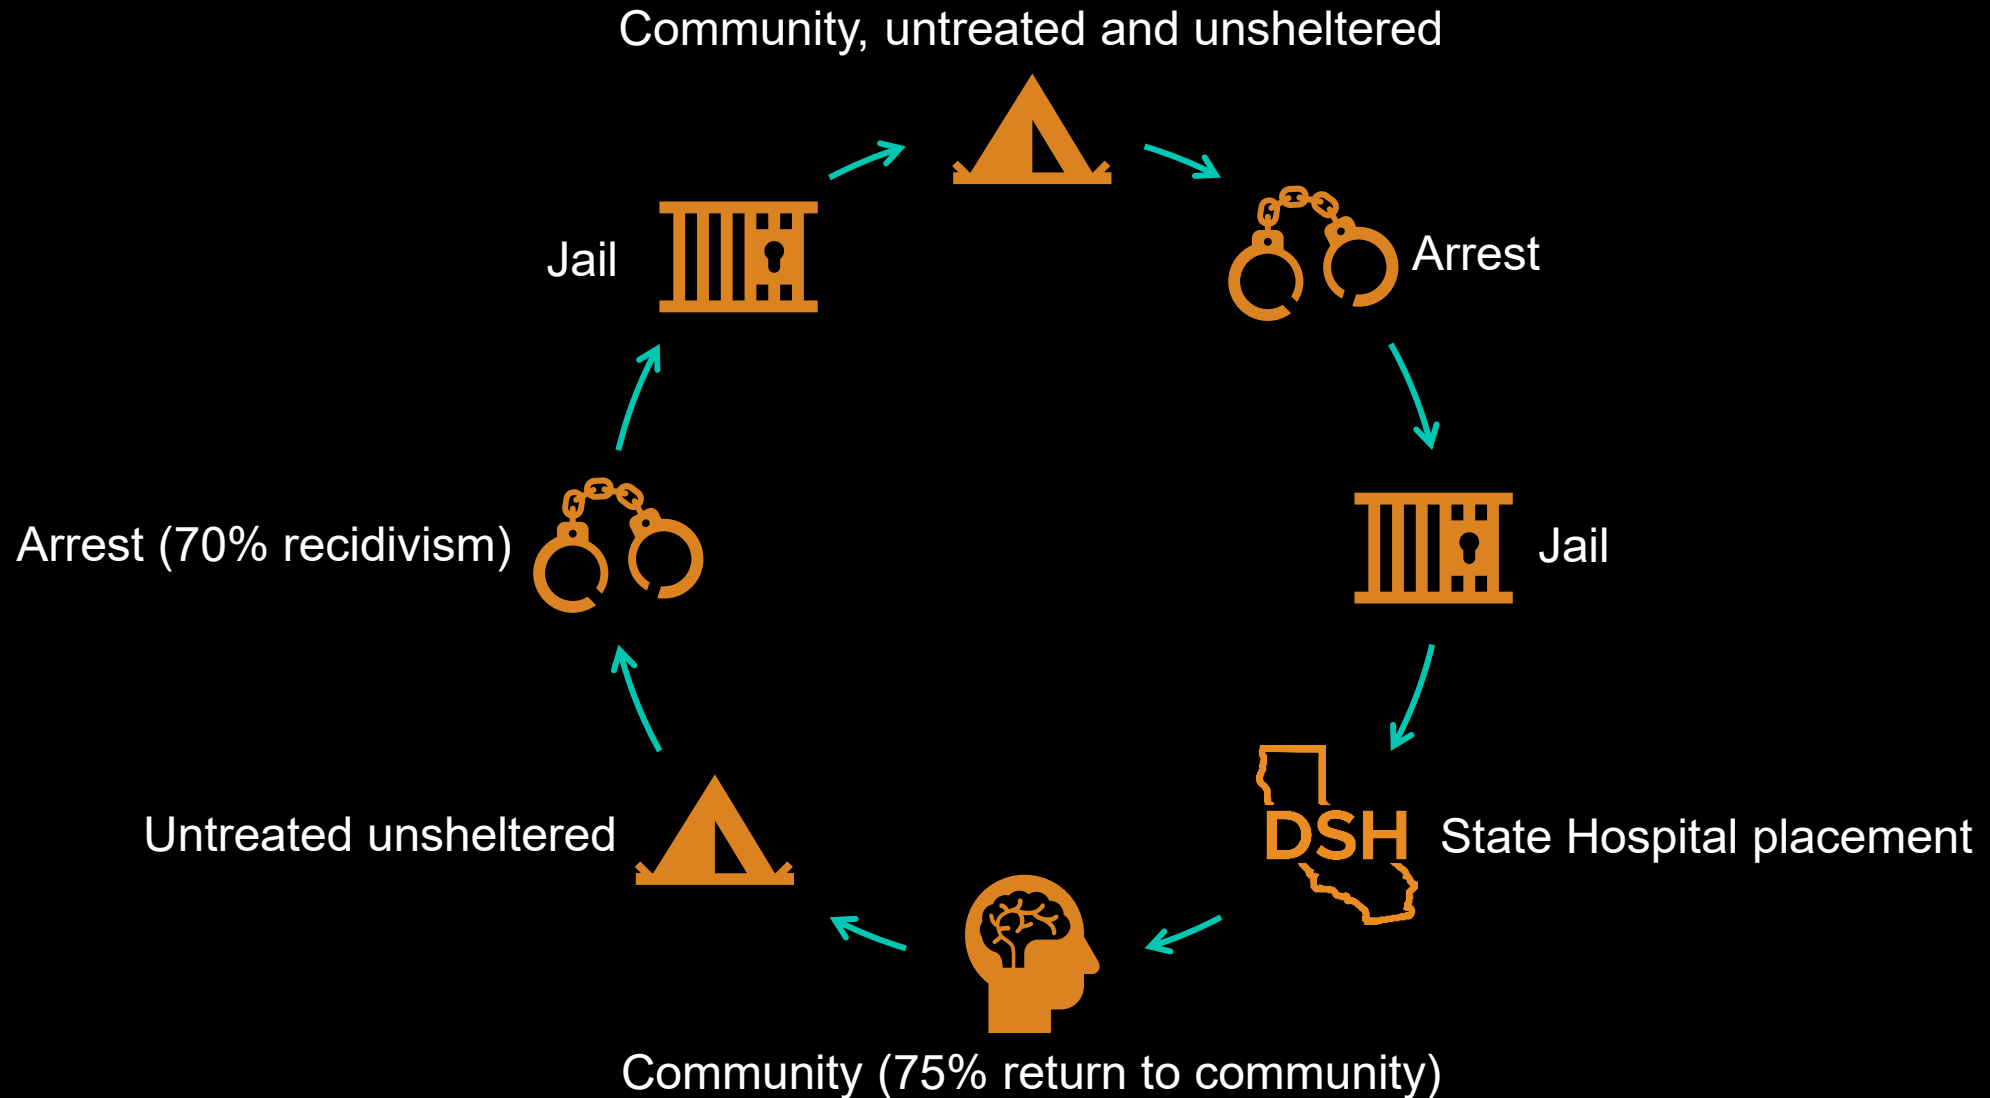 Community, untreated and unsheltered
Arrest
Jail
DSH
State Hospital placement
Community (75% return to community)
Untreated unsheltered
Arrest (70% recidivism)
Jail